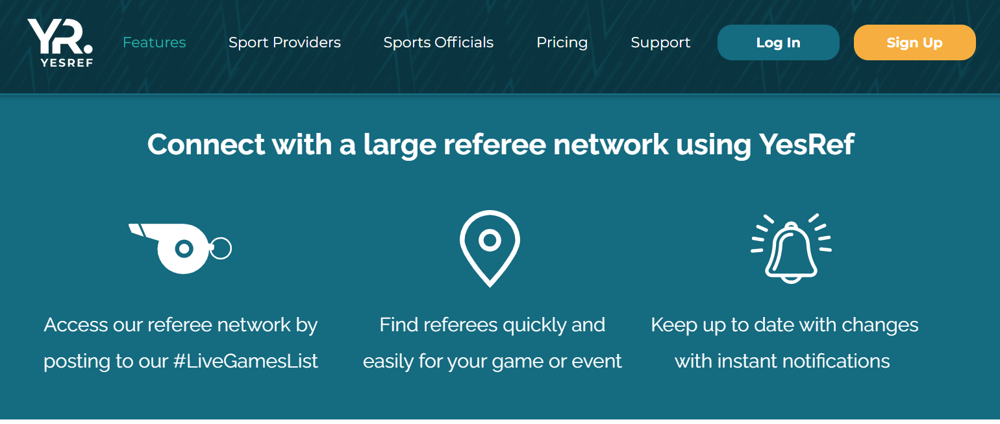 YR.
YESREF
Features
Sport Providers
Sports Officials
Pricing
Support
Log In
Sign Up
Connect with a large referee network using YesRef
Access our referee network by
posting to our #LiveGamesList
Find referees quickly and
easily for your game or event
Keep up to date with changes
with instant notifications